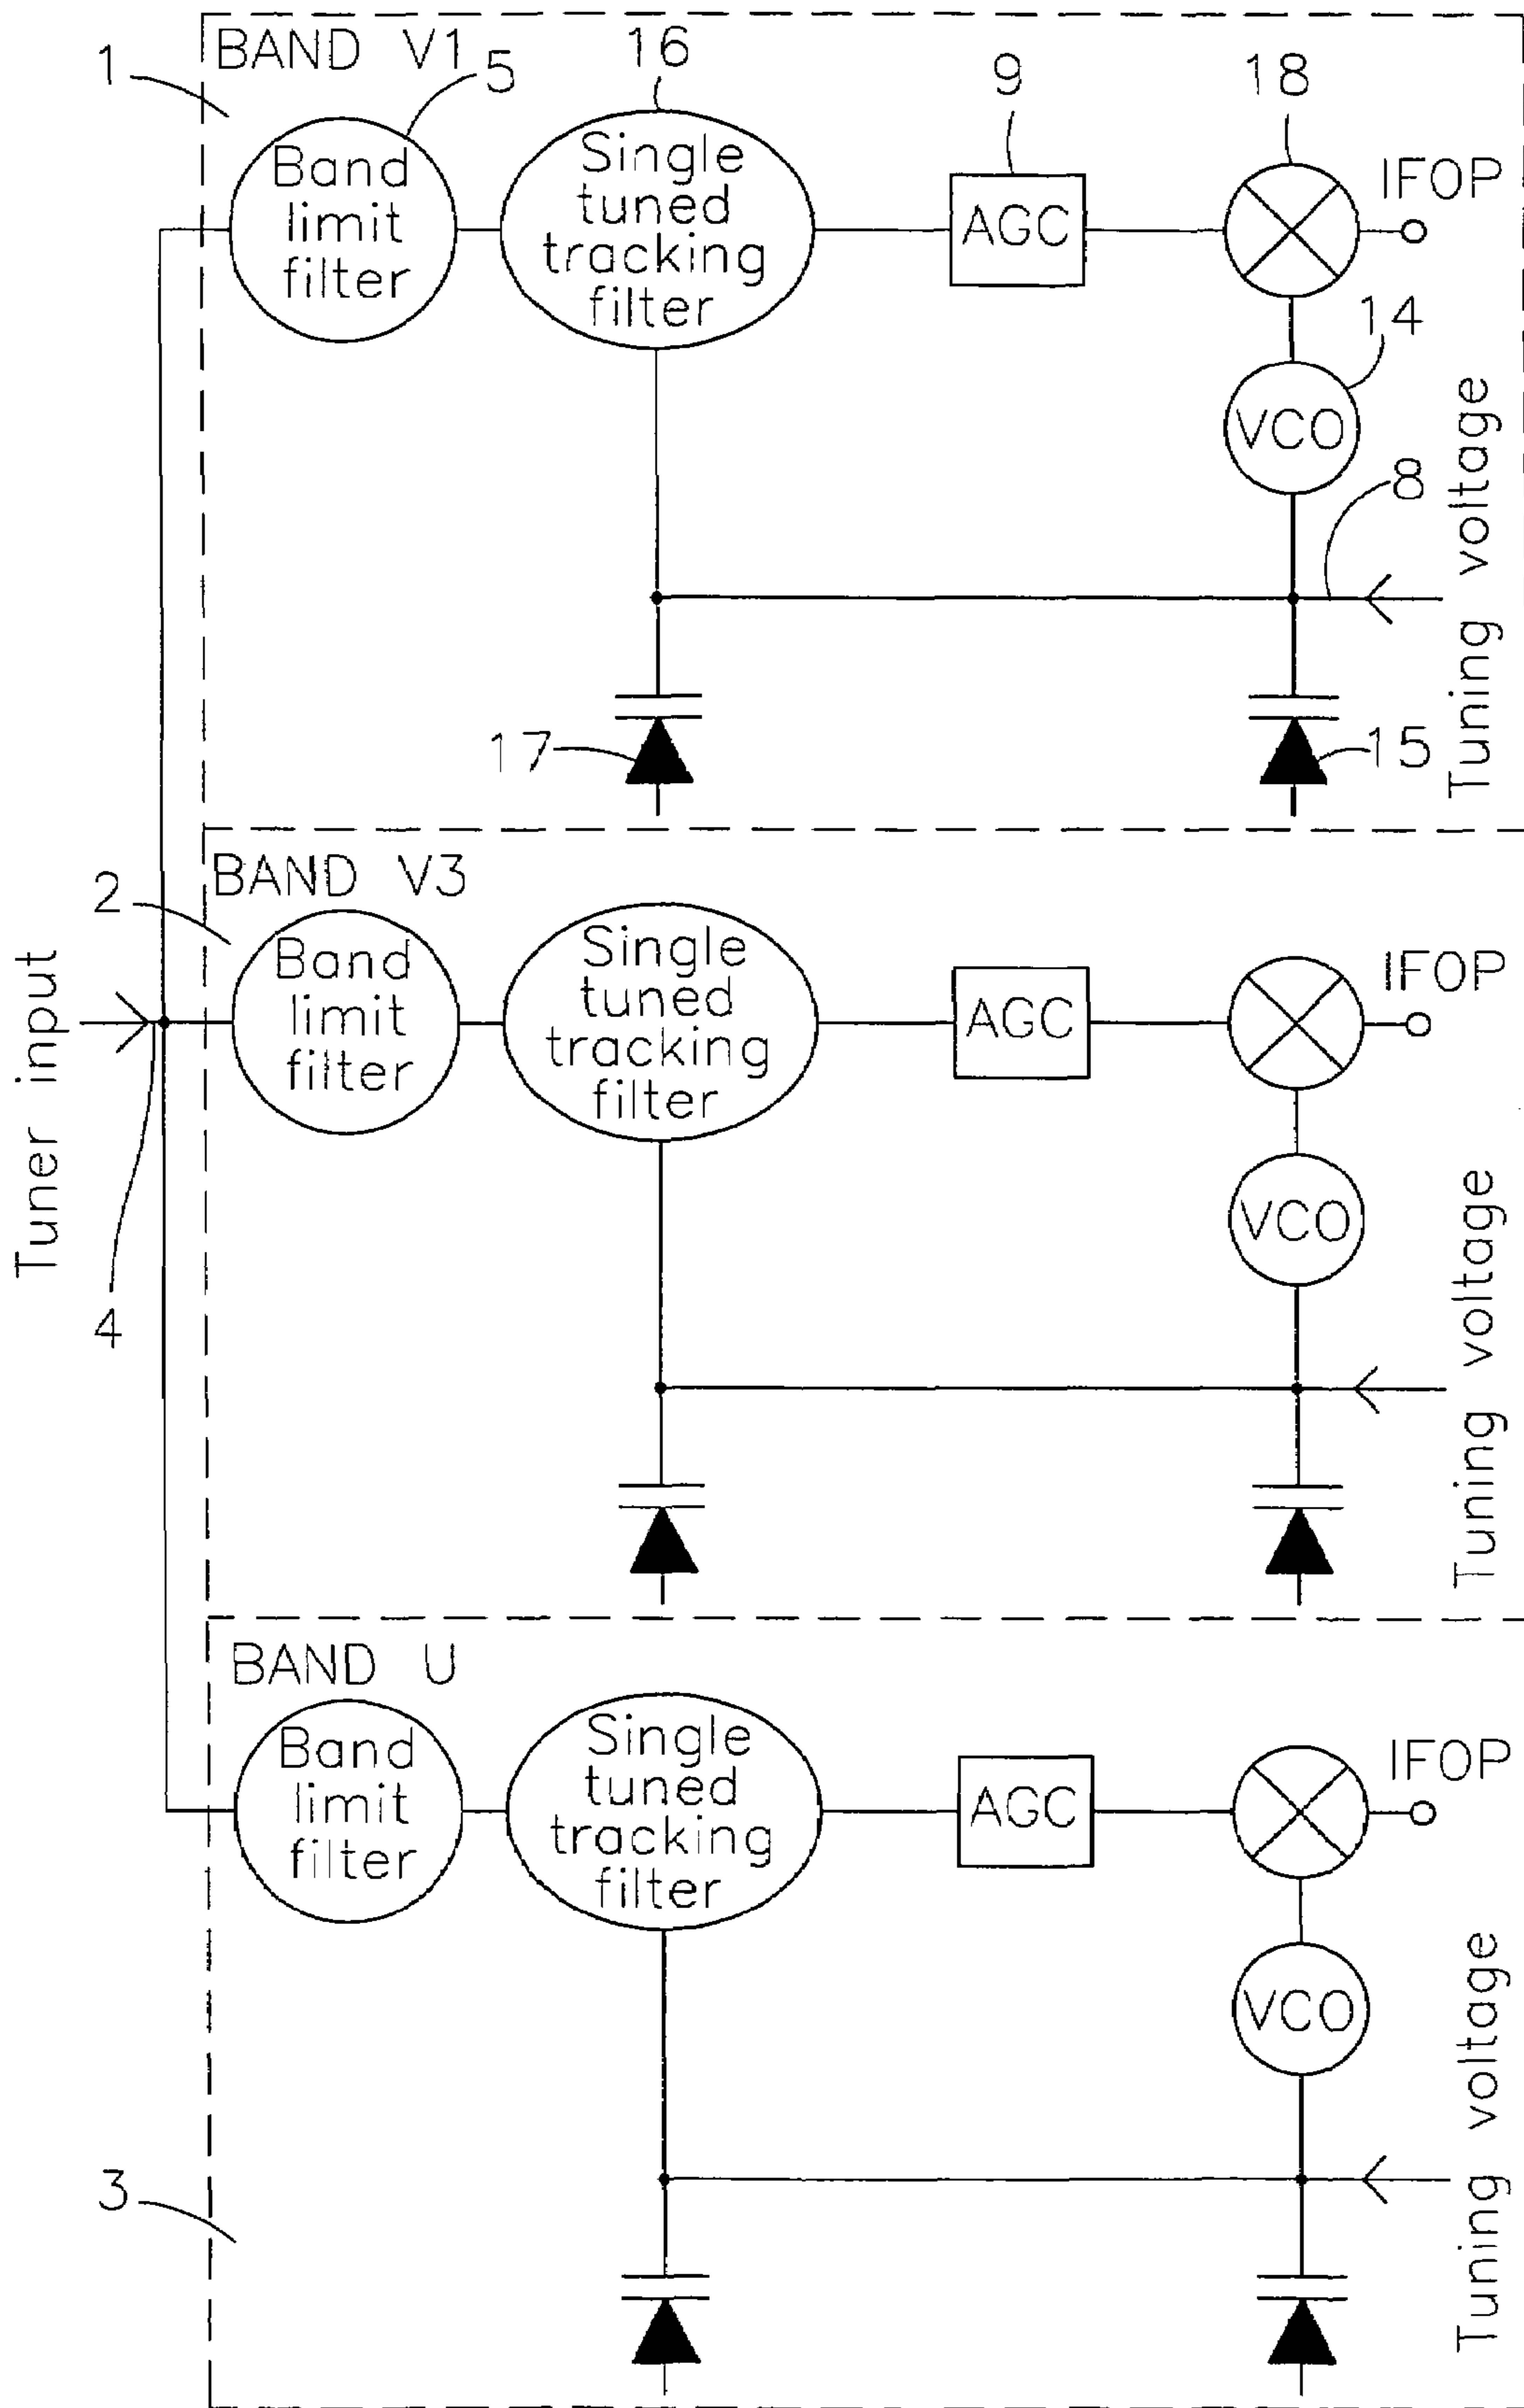 BAND V1
1
5
16
9
18
Band
limit
filter
Single
tuned
tracking
filter
AGC
IFOP
14
VCO
8
Tuning voltage
17
15
BAND V3
2
Band
limit
filter
Single
tuned
tracking
filter
AGC
IFOP
Tuner input
4
VCO
Tuning voltage
BAND U
Band
limit
filter
Single
tuned
tracking
filter
AGC
IFOP
VCO
Tuning voltage
3